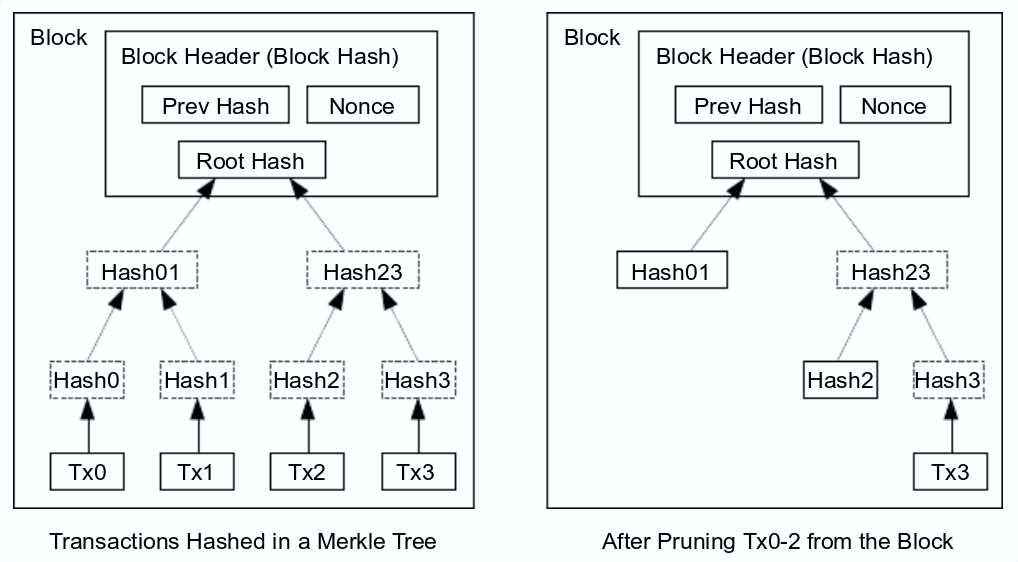 Block
Block Header (Block Hash)
Prev Hash
Nonce
Root Hash
Hash01
Hash23
Hash0
Hash1
Hash2
Hash3
Tx0
Tx1
Tx2
Tx3
Transactions Hashed in a Merkle Tree
Block
Block Header (Block Hash)
Prev Hash
Nonce
Root Hash
Hash01
Hash23
Hash2
Hash3
Tx3
After Pruning Tx0-2 from the Block